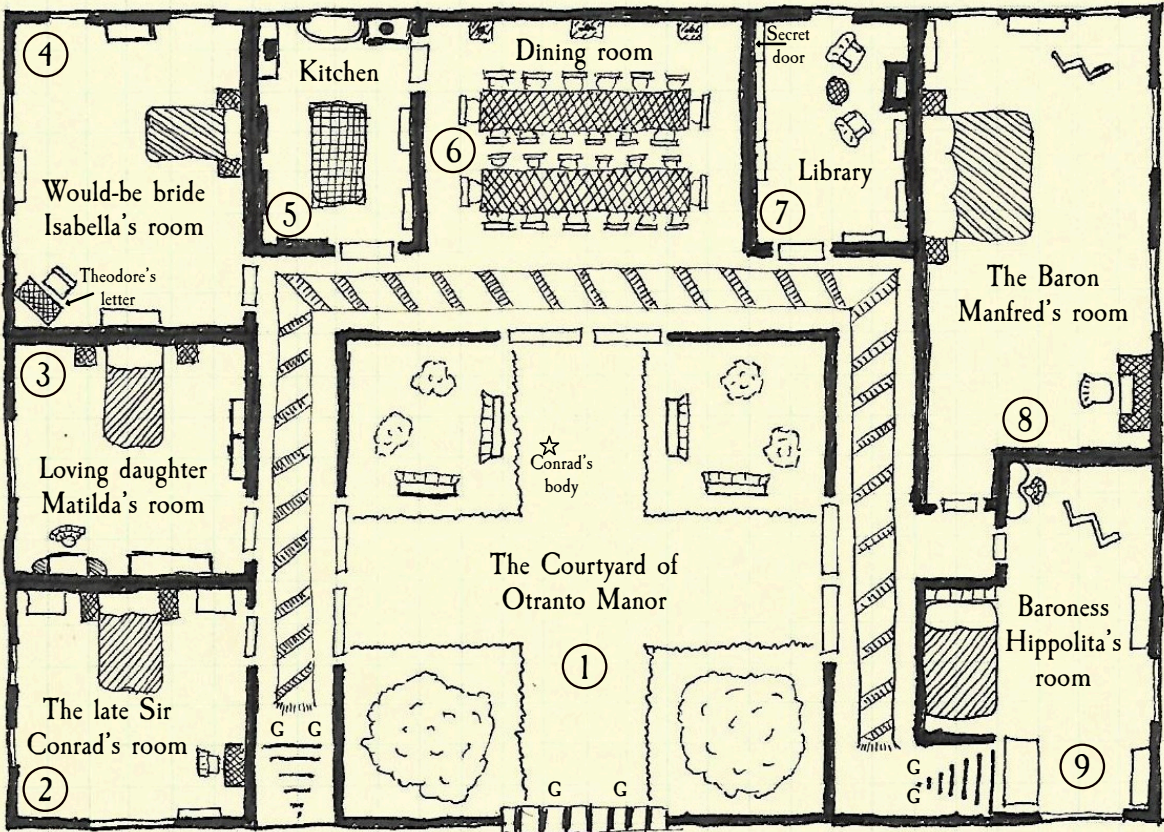 4
Would-be bride
Isabella's room
Theodore's
letter
Kitchen
5
Dining room
6
Secret
door
Library
7
The Baron
Manfred's room
8
3
Loving daughter
Matilda's room
Conrad's
body
The Courtyard of
Otranto Manor
1
The late Sir
Conrad's room
2
G G
G G
G
G
Baroness
Hippolita's
room
9